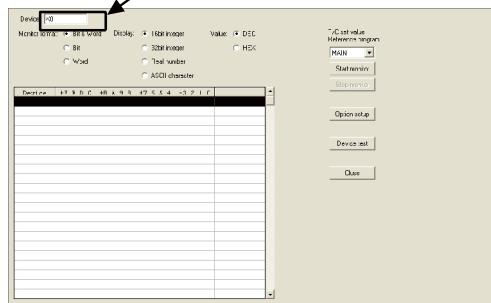 Device:
Monitor format: Bit & Word Display: 16bit integer Value: DEC
Bit 32bit integer HEX
Word Real number
ASCII character
T/C set value
Reference program
MAIN
Start monitor
Stop monitor
Option setup
Device test
Close
Device